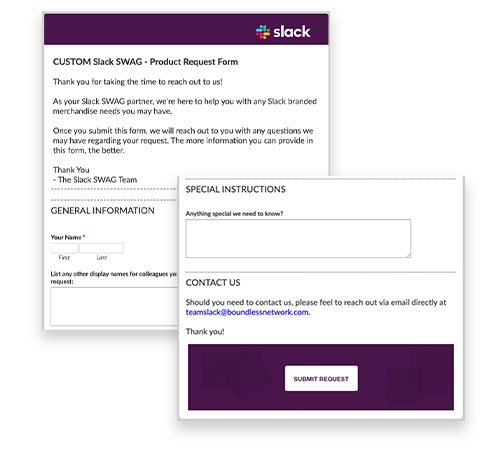 slack
CUSTOM Slack SWAG - Product Request Form
Thank you for taking the time to reach out to us!
As your Slack SWAG partner, we're here to help you with any Slack branded
merchandise needs you may have.
Once you submit this form, we will reach out to you with any questions we
may have regarding your request. The more information you can provide in
this form, the better.
Thank You
- The Slack SWAG Team
GENERAL INFORMATION
Your Name *
First Last
List any other display names for colleagues you
request:
SPECIAL INSTRUCTIONS
Anything special we need to know?
CONTACT US
Should you need to contact us, please feel to reach out via email directly at
teamslack@boundlessnetwork.com.
Thank you!
SUBMIT REQUEST